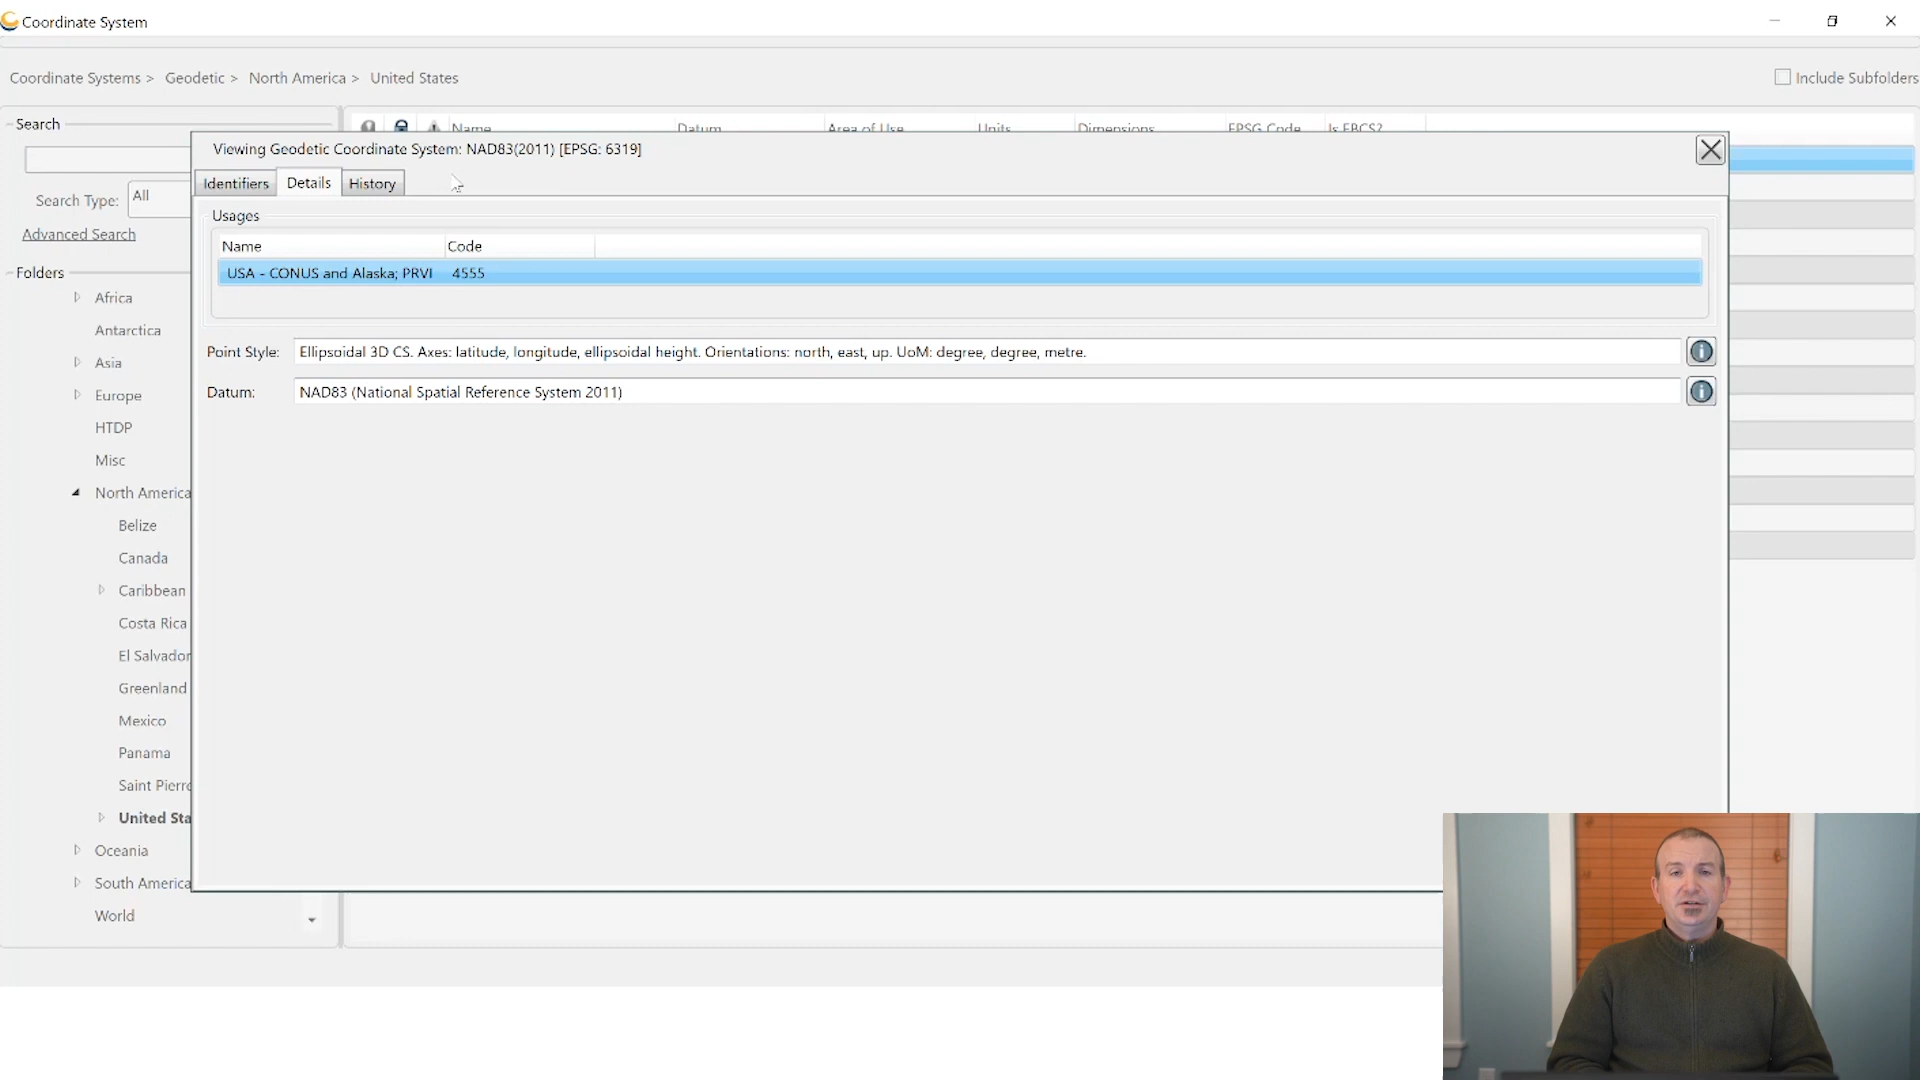 Coordinate System
Coordinate Systems > Geodetic > North America > United States
Include Subfolders
Search
Name Datum Area of Use Units Dimensions EPSG Code Is EBCS?
Viewing Geodetic Coordinate System: NAD83(2011) [EPSG: 6319]
Identifiers Details History
Search Type: All
Usages
Advanced Search
Name Code
Folders
USA - CONUS and Alaska; PRVI 4555
Africa
Antarctica
Point Style: Ellipsoidal 3D CS. Axes: latitude, longitude, ellipsoidal height. Orientations: north, east, up. UoM: degree, degree, metre.
Asia
Datum: NAD83 (National Spatial Reference System 2011)
Europe
HTDP
Misc
North America
Belize
Canada
Caribbean
Costa Rica
El Salvador
Greenland
Mexico
Panama
Saint Pierre
United Sta
Oceania
South America
World